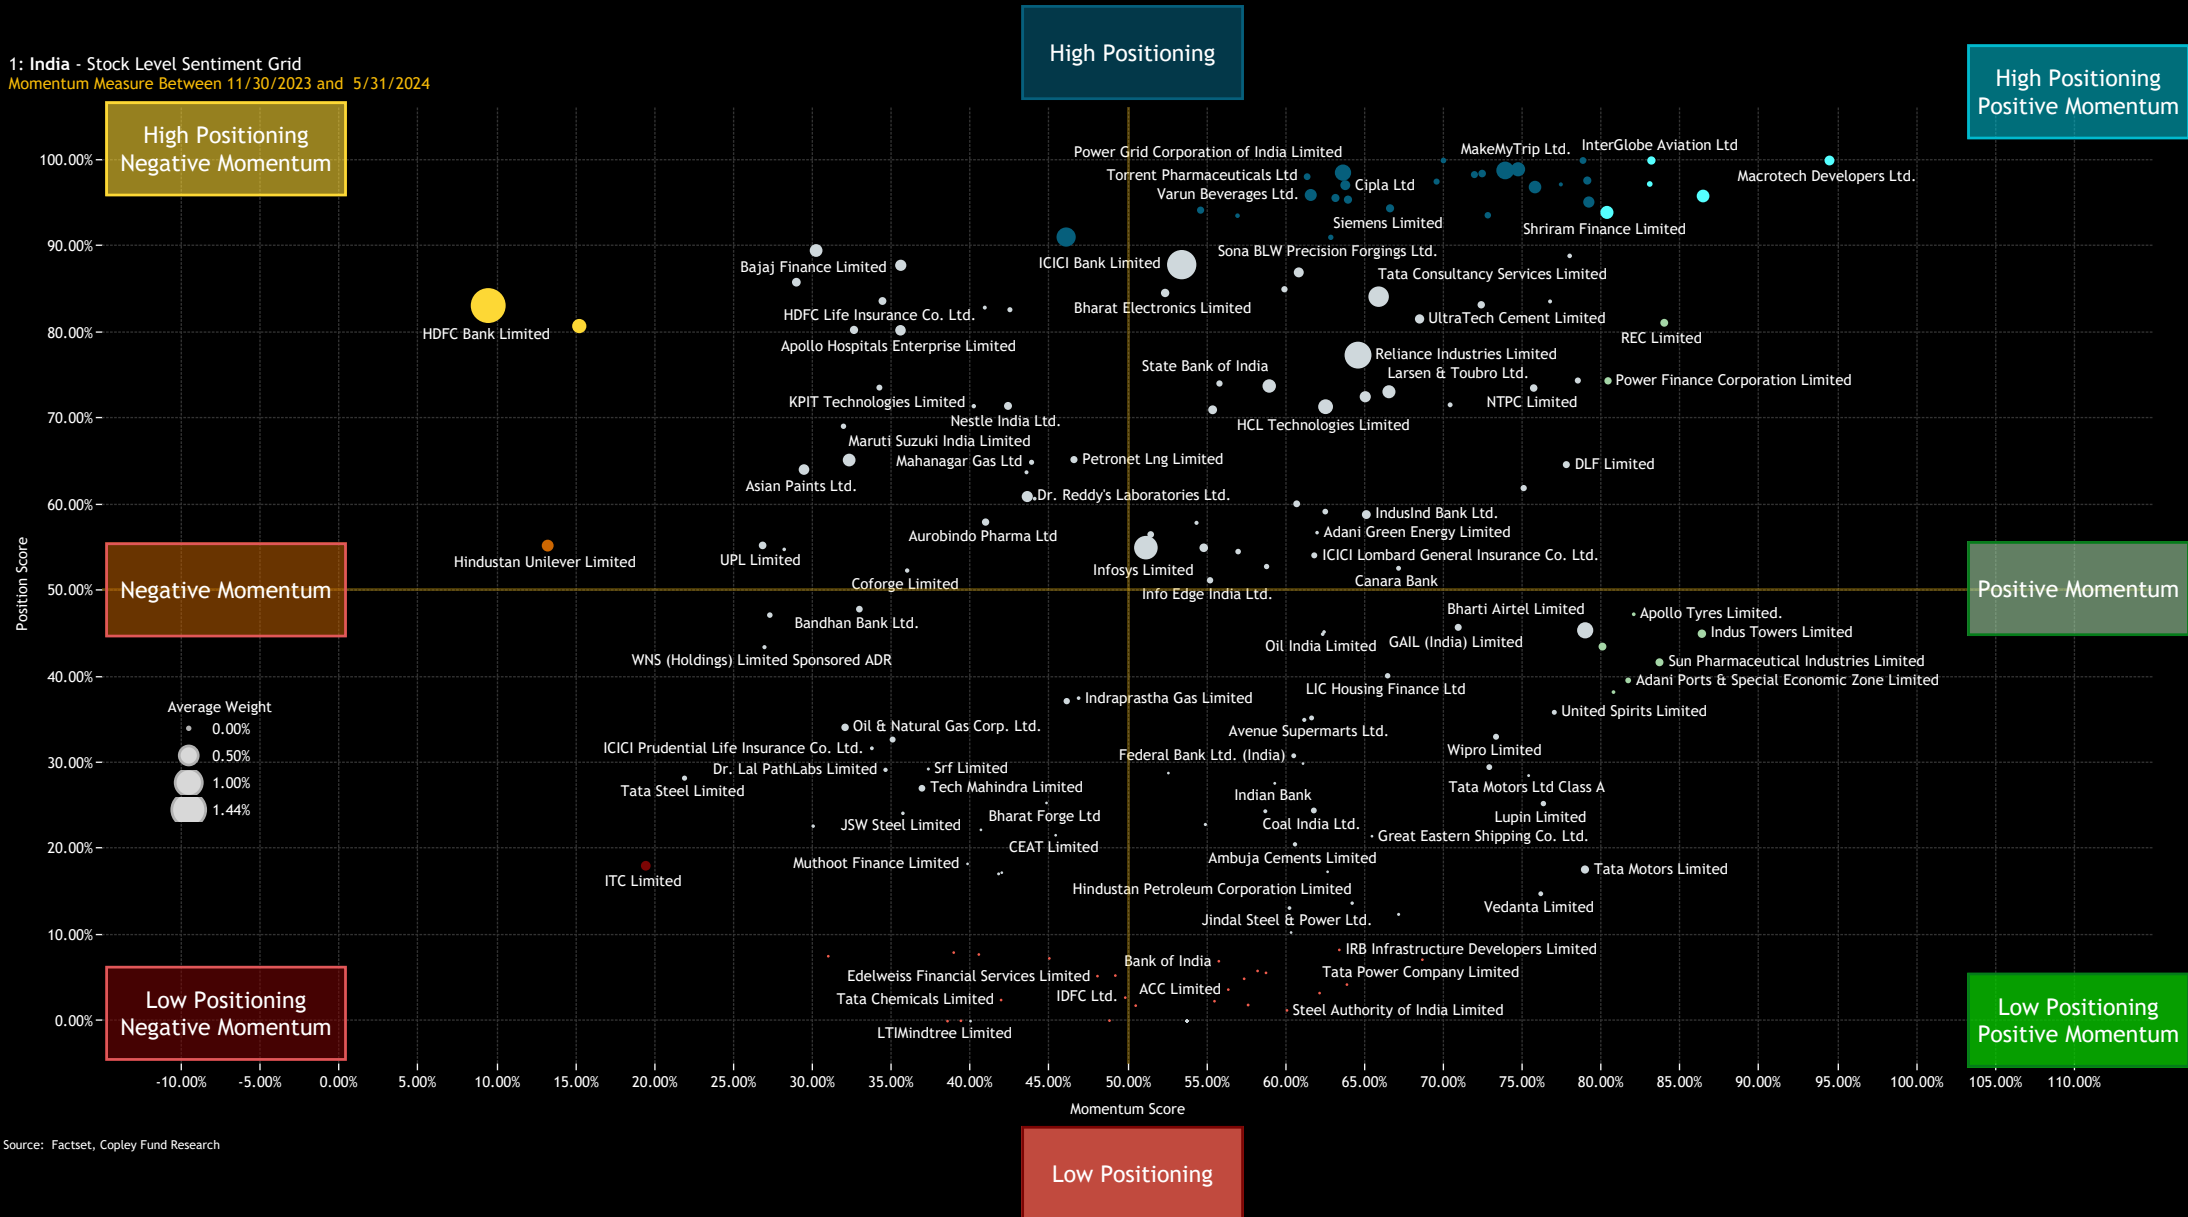 High Positioning
1: India - Stock Level Sentiment Grid
Momentum Measure Between 11/30/2023 and 5/31/2024
High Positioning
Negative Momentum
High Positioning
Positive Momentum
Power Grid Corporation of India Limited
MakeMyTrip Ltd.
InterGlobe Aviation Ltd
100.00%
Torrent Pharmaceuticals Ltd
Cipla Ltd
Macrotech Developers Ltd.
Varun Beverages Ltd.
Siemens Limited
Shriram Finance Limited
90.00%
Sona BLW Precision Forgings Ltd.
Bajaj Finance Limited
ICICI Bank Limited
Tata Consultancy Services Limited
HDFC Life Insurance Co. Ltd.
Bharat Electronics Limited
UltraTech Cement Limited
80.00%
HDFC Bank Limited
REC Limited
Apollo Hospitals Enterprise Limited
Reliance Industries Limited
State Bank of India
Larsen & Toubro Ltd.
Power Finance Corporation Limited
KPIT Technologies Limited
NTPC Limited
70.00%
Nestle India Ltd.
HCL Technologies Limited
Maruti Suzuki India Limited
Mahanagar Gas Ltd
Petronet Lng Limited
DLF Limited
Asian Paints Ltd.
Dr. Reddy's Laboratories Ltd.
60.00%
IndusInd Bank Ltd.
Aurobindo Pharma Ltd
Adani Green Energy Limited
Hindustan Unilever Limited
UPL Limited
ICICI Lombard General Insurance Co. Ltd.
Infosys Limited
Coforge Limited
Canara Bank
Info Edge India Ltd.
50.00%
Position Score
Negative Momentum
Positive Momentum
Bharti Airtel Limited
Apollo Tyres Limited.
Bandhan Bank Ltd.
Indus Towers Limited
Oil India Limited
GAIL (India) Limited
WNS (Holdings) Limited Sponsored ADR
Sun Pharmaceutical Industries Limited
40.00%
Adani Ports & Special Economic Zone Limited
LIC Housing Finance Ltd
Indraprastha Gas Limited
United Spirits Limited
Average Weight
0.00%
0.50%
1.00%
1.44%
Oil & Natural Gas Corp. Ltd.
Avenue Supermarts Ltd.
ICICI Prudential Life Insurance Co. Ltd.
Wipro Limited
Federal Bank Ltd. (India)
30.00%
Dr. Lal PathLabs Limited
Srf Limited
Tata Steel Limited
Tech Mahindra Limited
Tata Motors Ltd Class A
Indian Bank
Bharat Forge Ltd
Lupin Limited
JSW Steel Limited
Coal India Ltd.
Great Eastern Shipping Co. Ltd.
20.00%
CEAT Limited
Ambuja Cements Limited
Muthoot Finance Limited
Tata Motors Limited
ITC Limited
Hindustan Petroleum Corporation Limited
Vedanta Limited
Jindal Steel & Power Ltd.
10.00%
IRB Infrastructure Developers Limited
Bank of India
Tata Power Company Limited
Edelweiss Financial Services Limited
ACC Limited
Tata Chemicals Limited
IDFC Ltd.
Steel Authority of India Limited
0.00%
LTIMindtree Limited
Low Positioning
Negative Momentum
Low Positioning
Positive Momentum
-10.00% -5.00% 0.00% 5.00% 10.00% 15.00% 20.00% 25.00% 30.00% 35.00% 40.00% 45.00% 50.00% 55.00% 60.00% 65.00% 70.00% 75.00% 80.00% 85.00% 90.00% 95.00% 100.00% 105.00% 110.00%
Momentum Score
Source: Factset, Copley Fund Research
Low Positioning